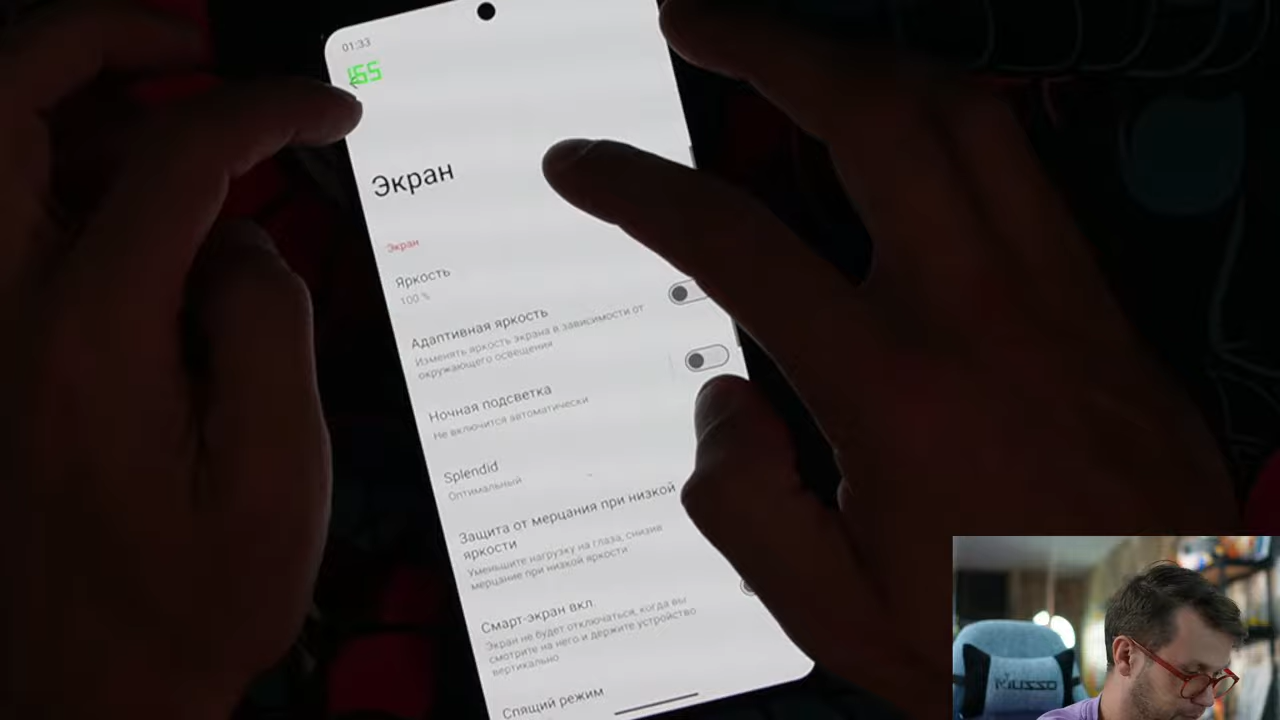 01:33
165
Экран
Экран
Яркость
100 %
Адаптивная яркость
Изменять яркость экрана в зависимости от
окружающего освещения
Ночная подсветка
Не включится автоматически
Splendid
Оптимальный
Защита от мерцания при низкой
яркости
Уменьшите нагрузку на глаза, снизив
мерцание при низкой яркости
Смарт-экран вкл.
Экран не будет отключаться, когда вы
смотрите на него и держите устройство
вертикально
Спящий режим
MIUSSO